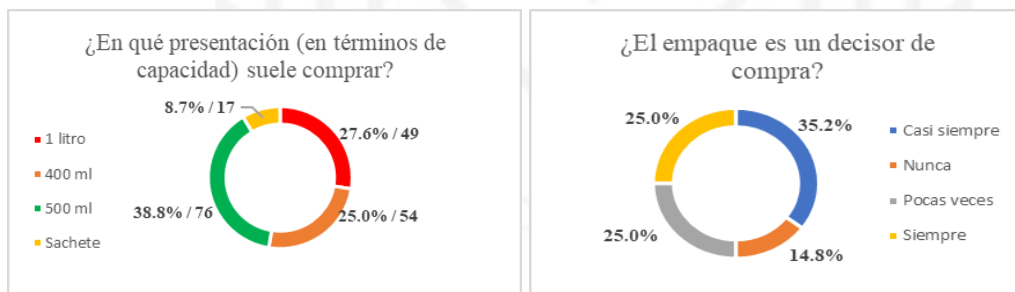 ¿En qué presentación (en términos de
capacidad) suele comprar?
8.7% / 17
27.6% / 49
25.0% / 54
38.8% / 76
1 litro
400 ml
500 ml
Sachete
¿El empaque es un decisor de
compra?
25.0%
35.2%
25.0%
14.8%
Casi siempre
Nunca
Pocas veces
Siempre